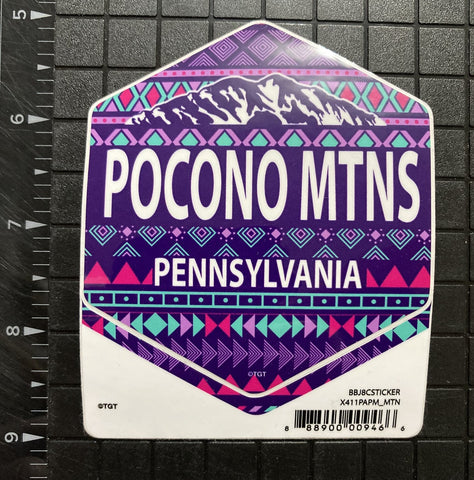 5
6
7
8
9
POCONO MTNS
PENNSYLVANIA
©TGT
©TGT
BBJ8CSTICKER
X411PAPM_MTN
8 88900 00946 6